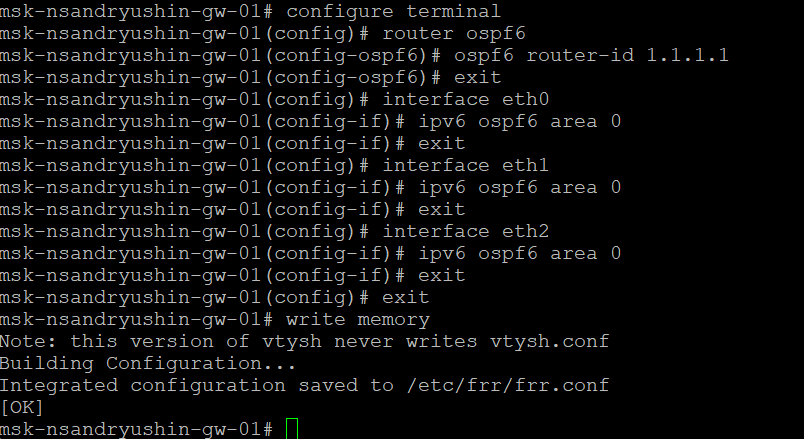 msk-nsandryushin-gw-01# configure terminal
msk-nsandryushin-gw-01(config)# router ospf6
msk-nsandryushin-gw-01(config-ospf6)# ospf6 router-id 1.1.1.1
msk-nsandryushin-gw-01(config-ospf6)# exit
msk-nsandryushin-gw-01(config)# interface eth0
msk-nsandryushin-gw-01(config-if)# ipv6 ospf6 area 0
msk-nsandryushin-gw-01(config-if)# exit
msk-nsandryushin-gw-01(config)# interface eth1
msk-nsandryushin-gw-01(config-if)# ipv6 ospf6 area 0
msk-nsandryushin-gw-01(config-if)# exit
msk-nsandryushin-gw-01(config)# interface eth2
msk-nsandryushin-gw-01(config-if)# ipv6 ospf6 area 0
msk-nsandryushin-gw-01(config-if)# exit
msk-nsandryushin-gw-01(config)# exit
msk-nsandryushin-gw-01# write memory
Note: this version of vtysh never writes vtysh.conf
Building Configuration...
Integrated configuration saved to /etc/frr/frr.conf
[OK]
msk-nsandryushin-gw-01#